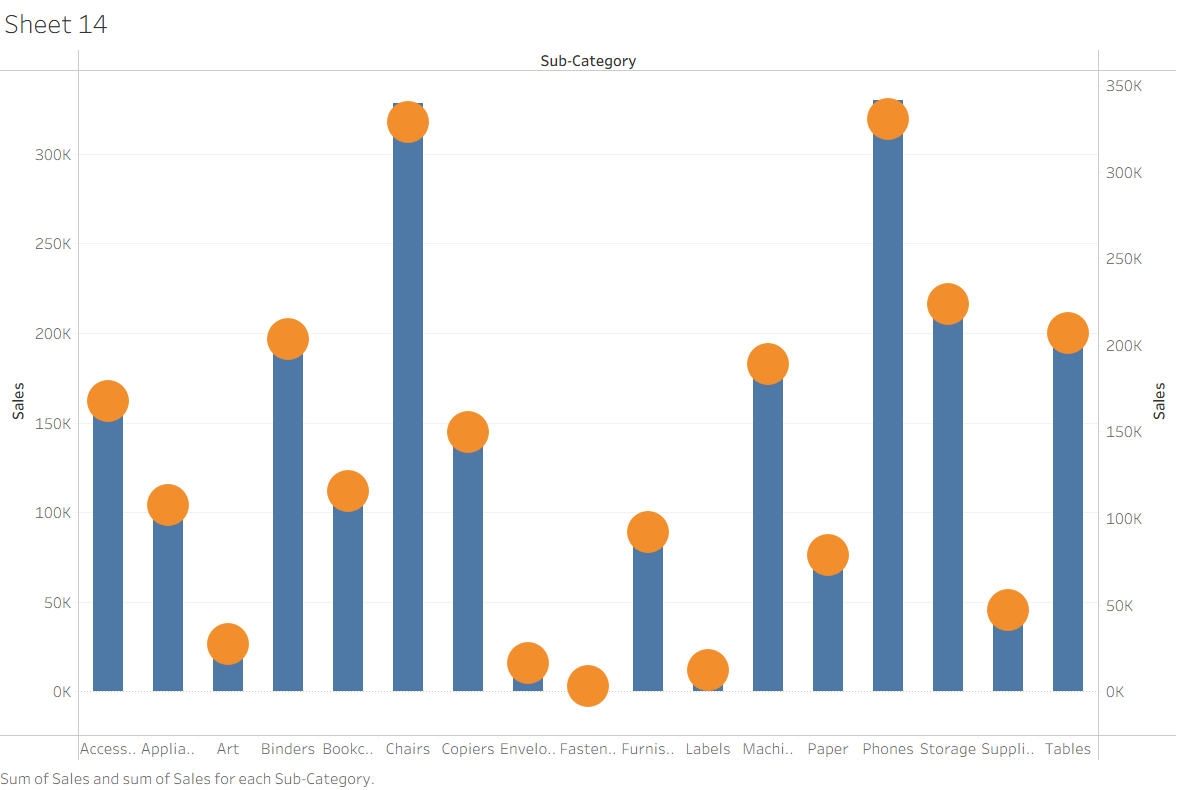 Sheet 14
Sub-Category
350K
300K
300K
250K
250K
200K
200K
150K
150K
100K
100K
50K
50K
0K
0K
Sales
Sales
Access.. Applia.. Art Binders Bookc.. Chairs Copiers Envelo.. Fasten.. Furnis.. Labels Machi.. Paper Phones Storage Suppli.. Tables
Sum of Sales and sum of Sales for each Sub-Category.